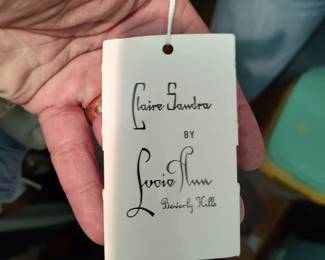 Claire Sandra
BY
Lucie Ann
Beverly Hills